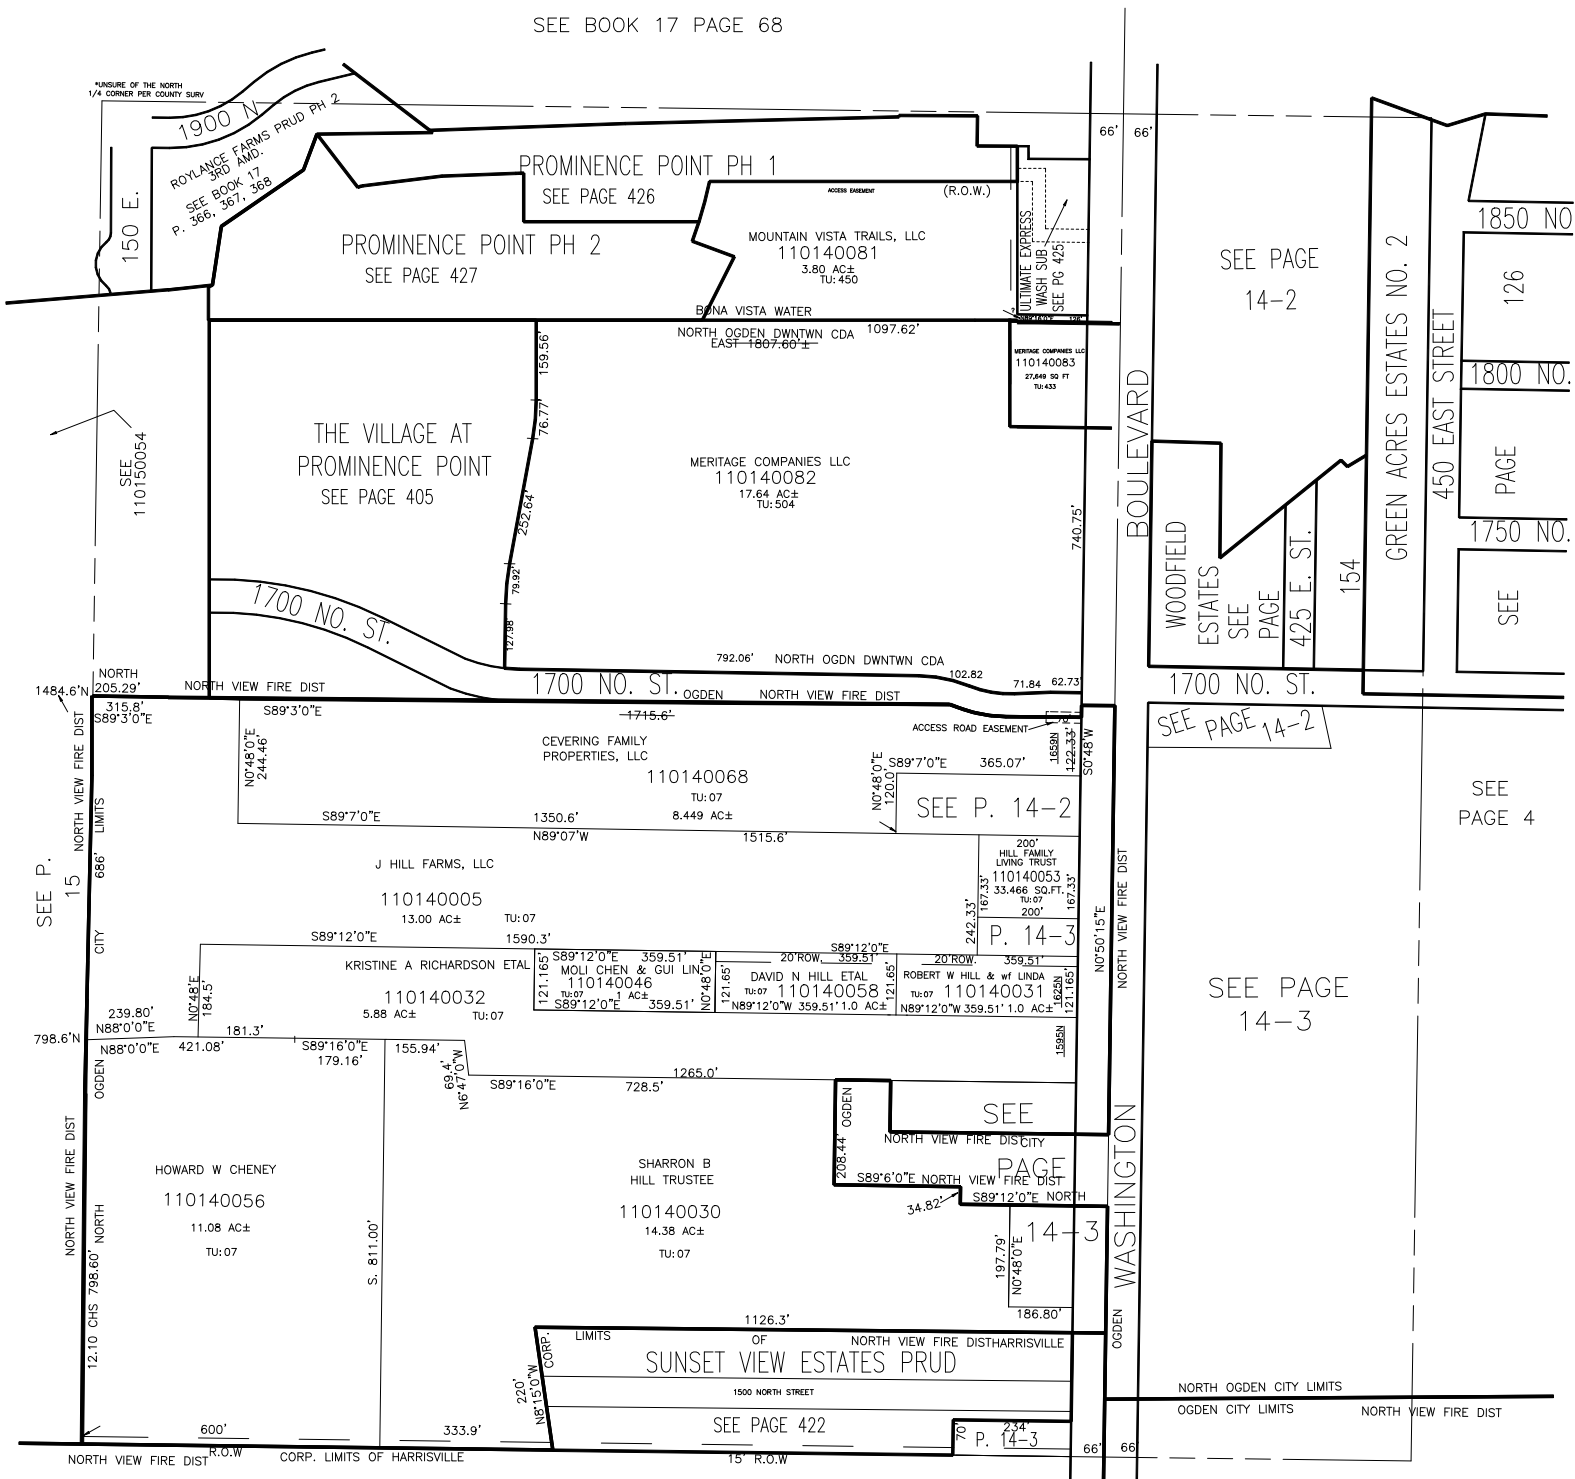 SEE BOOK 17 PAGE 68
*UNSURE OF THE NORTH
1/4 CORNER PER COUNTY SURV
1900 N
ROYLANCE FARMS PRUD PH 2
3RD AMD.
SEE BOOK 17
P. 366, 367, 368
150 E.
PROMINENCE POINT PH 1
SEE PAGE 426
ACCESS EASEMENT
(R.O.W.)
66'
66'
PROMINENCE POINT PH 2
SEE PAGE 427
MOUNTAIN VISTA TRAILS, LLC
110140081
3.80 AC±
TU: 450
ULTIMATE EXPRESS
WASH SUB
SEE PG 425
BONA VISTA WATER
NORTH OGDEN DWNTWN CDA
EAST 1807.60'±
1097.62'
MERITAGE COMPANIES LLC
110140083
27,649 SQ FT
TU: 433
SEE PAGE
14-2
GREEN ACRES ESTATES NO. 2
450 EAST STREET
1850 NO
126
1800 NO.
PAGE
1750 NO.
SEE
SEE
110150054
THE VILLAGE AT
PROMINENCE POINT
SEE PAGE 405
159.56'
76.77'
252.64'
79.92'
127.98'
MERITAGE COMPANIES LLC
110140082
17.64 AC±
TU: 504
740.75'
BOULEVARD
WOODFIELD
ESTATES
SEE
PAGE
425 E. ST.
154
1700 NO. ST.
792.06'
NORTH OGDN DWNTWN CDA
102.82
71.84
62.73'
1700 NO. ST.
OGDEN
NORTH VIEW FIRE DIST
1700 NO. ST.
1484.6'N
NORTH
205.29'
NORTH VIEW FIRE DIST
315.8'
S89°3'0"E
S89°3'0"E
1715.6'
SEE PAGE 14-2
ACCESS ROAD EASEMENT
1659N
122.33'
S0°48'W
CEVERING FAMILY
PROPERTIES, LLC
110140068
TU: 07
8.449 AC±
N0°48'0"E
244.46'
N0°48'0"E
120.0'
S89°7'0"E
365.07'
SEE P. 14-2
S89°7'0"E
1350.6'
N89°07'W
1515.6'
SEE
PAGE 4
NORTH VIEW FIRE DIST
LIMITS
686'
CITY
SEE P.
15
J HILL FARMS, LLC
110140005
13.00 AC±
TU: 07
200'
HILL FAMILY
LIVING TRUST
110140053
33.466 SQ.FT.
TU: 07
200'
167.33'
167.33'
242.33'
P. 14-3
N0°50'15"E
NORTH VIEW FIRE DIST
S89°12'0"E
1590.3'
S89°12'0"E
KRISTINE A RICHARDSON ETAL
110140032
5.88 AC±
TU: 07
N0°48'E
184.5'
S89°12'0"E
359.51'
MOLI CHEN & GUI LIN
110140046
TU: 07
1 AC±
S89°12'0"E
359.51'
121.165'
N0°48'0"E
20'ROW.
359.51'
DAVID N HILL ETAL
TU: 07
110140058
N89°12'0"W 359.51' 1.0 AC±
121.65'
121.65'
20'ROW.
359.51'
ROBERT W HILL & wf LINDA
TU: 07
110140031
N89°12'0"W 359.51' 1.0 AC±
1625N
121.165'
1595N
SEE PAGE
14-3
239.80'
N88°0'0"E
798.6'N
N88°0'0"E
421.08'
181.3'
S89°16'0"E
179.16'
155.94'
69.4'
N6°47'0"W
S89°16'0"E
1265.0'
728.5'
OGDEN
NORTH VIEW FIRE DIST
NORTH
12.10 CHS 798.60'
208.44'
OGDEN
SEE
NORTH VIEW FIRE DIST
CITY
PAGE
S89°6'0"E
NORTH VIEW FIRE DIST
34.82'
S89°12'0"E
NORTH
14-3
197.79'
N0°48'0"E
186.80'
WASHINGTON
OGDEN
HOWARD W CHENEY
110140056
11.08 AC±
TU: 07
S. 811.00'
SHARRON B
HILL TRUSTEE
110140030
14.38 AC±
TU: 07
1126.3'
CORP.
LIMITS
OF
NORTH VIEW FIRE DIST
HARRISVILLE
SUNSET VIEW ESTATES PRUD
1500 NORTH STREET
SEE PAGE 422
220'
N8°15'0"W
70'
234'
P. 14-3
66'
66'
NORTH OGDEN CITY LIMITS
OGDEN CITY LIMITS
NORTH VIEW FIRE DIST
600'
333.9'
NORTH VIEW FIRE DIST
R.O.W
CORP. LIMITS OF HARRISVILLE
15' R.O.W